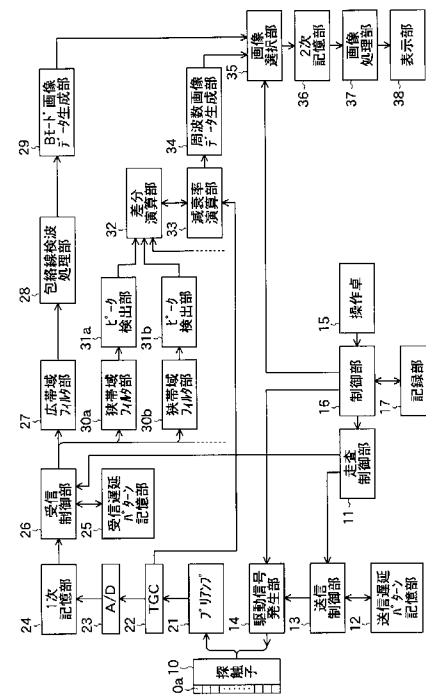 0a
10
探触子
21
プリアンプ
22
TGC
23
A/D
24
1次
記憶部
25
受信遅延
パターン
記憶部
26
受信
制御部
27
広帯域
フィルタ部
28
包絡線検波
処理部
29
Bモード画像
データ生成部
30a
狭帯域
フィルタ部
30b
狭帯域
フィルタ部
31a
ピーク
検出部
31b
ピーク
検出部
32
差分
演算部
33
減衰率
演算部
34
周波数画像
データ生成部
35
画像
選択部
36
2次
記憶部
37
画像
処理部
38
表示部
14
駆動信号
発生部
13
送信
制御部
12
送信遅延
パターン
記憶部
11
走査
制御部
16
制御部
15
操作卓
17
記録部